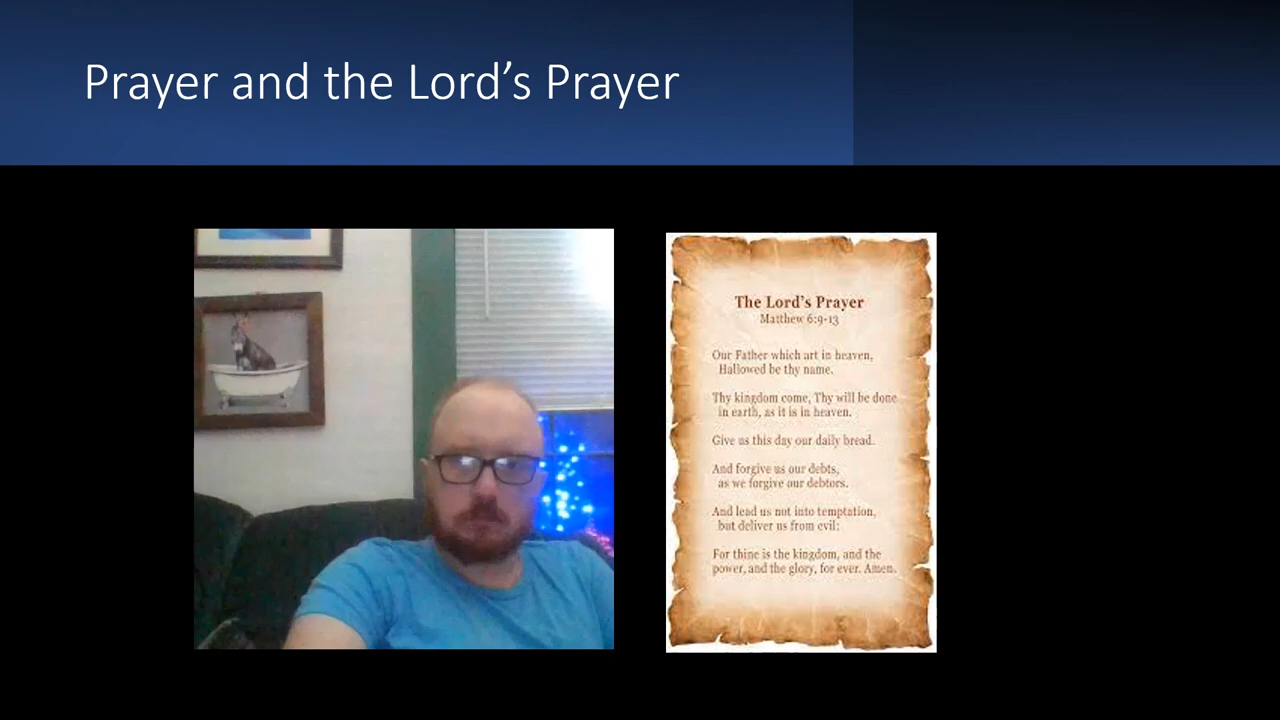 Prayer and the Lord’s Prayer
The Lord’s Prayer
Matthew 6:9-13
Our Father which art in heaven,
Hallowed be thy name.
Thy kingdom come, Thy will be done
in earth, as it is in heaven.
Give us this day our daily bread.
And forgive us our debts,
as we forgive our debtors.
And lead us not into temptation,
but deliver us from evil:
For thine is the kingdom, and the
power, and the glory, for ever. Amen.